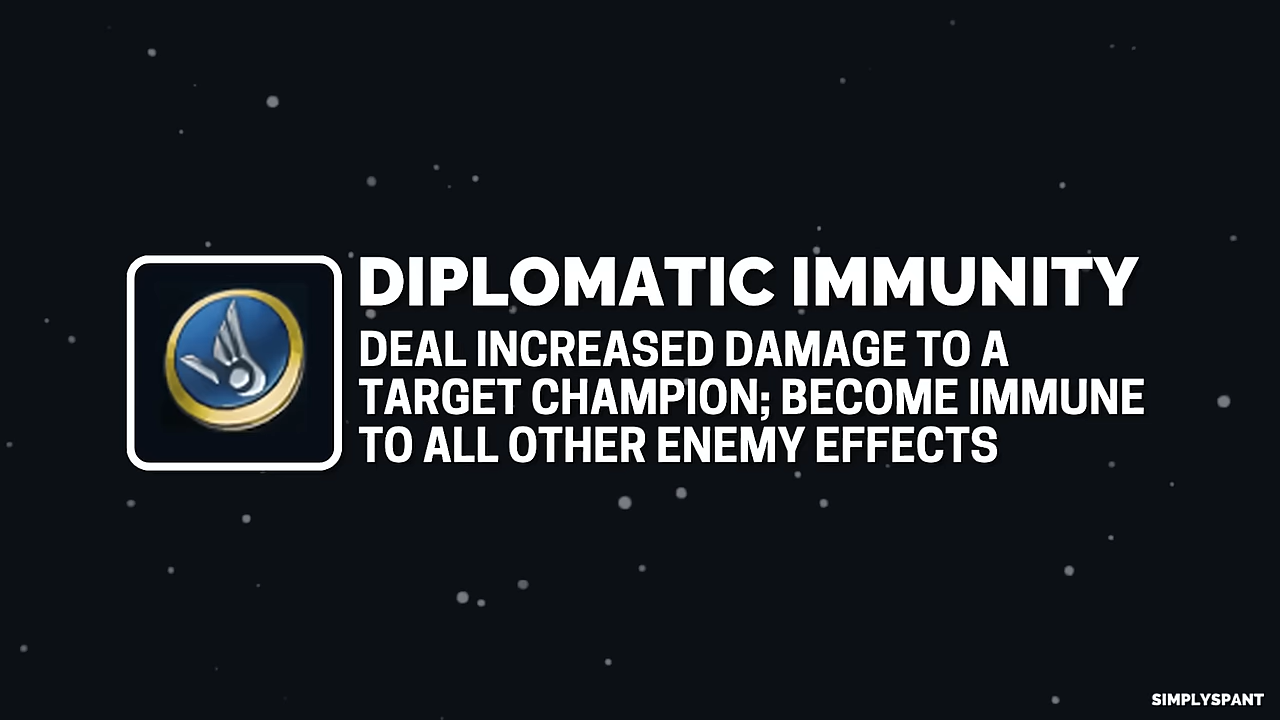 DIPLOMATIC IMMUNITY
DEAL INCREASED DAMAGE TO A
TARGET CHAMPION; BECOME IMMUNE
TO ALL OTHER ENEMY EFFECTS
SIMPLYSPANT